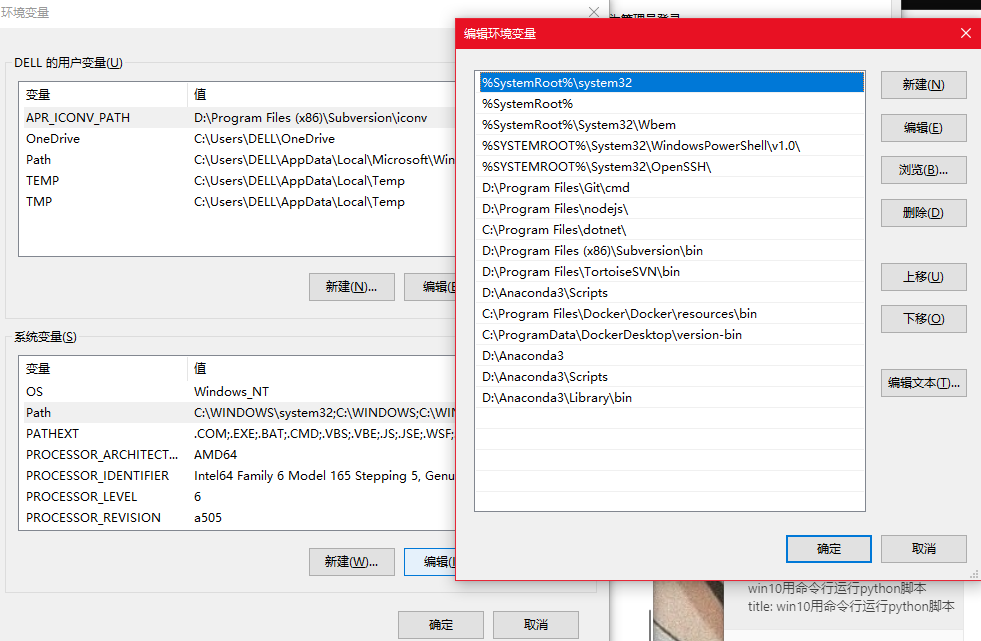 环境变量
DELL 的用户变量(U)
变量 值
APR_ICONV_PATH D:\Program Files (x86)\Subversion\iconv
OneDrive C:\Users\DELL\OneDrive
Path C:\Users\DELL\AppData\Local\Microsoft\Win
TEMP C:\Users\DELL\AppData\Local\Temp
TMP C:\Users\DELL\AppData\Local\Temp
新建(N)... 编辑(E
系统变量(S)
变量 值
OS Windows_NT
Path C:\WINDOWS\system32;C:\WINDOWS;C:\WIN
PATHEXT .COM;.EXE;.BAT;.CMD;.VBS;.VBE;.JS;.JSE;.WSF;
PROCESSOR_ARCHITECT... AMD64
PROCESSOR_IDENTIFIER Intel64 Family 6 Model 165 Stepping 5, Genu
PROCESSOR_LEVEL 6
PROCESSOR_REVISION a505
新建(W)... 编辑(
确定 取消
管理员登录
编辑环境变量
%SystemRoot%\system32
%SystemRoot%
%SystemRoot%\System32\Wbem
%SYSTEMROOT%\System32\WindowsPowerShell\v1.0\
%SYSTEMROOT%\System32\OpenSSH\
D:\Program Files\Git\cmd
D:\Program Files\nodejs\
C:\Program Files\dotnet\
D:\Program Files (x86)\Subversion\bin
D:\Program Files\TortoiseSVN\bin
D:\Anaconda3\Scripts
C:\Program Files\Docker\Docker\resources\bin
C:\ProgramData\DockerDesktop\version-bin
D:\Anaconda3
D:\Anaconda3\Scripts
D:\Anaconda3\Library\bin
新建(N)
编辑(E)
浏览(B)...
删除(D)
上移(U)
下移(O)
编辑文本(T)...
确定 取消
win10用命令行运行python脚本
title: win10用命令行运行python脚本